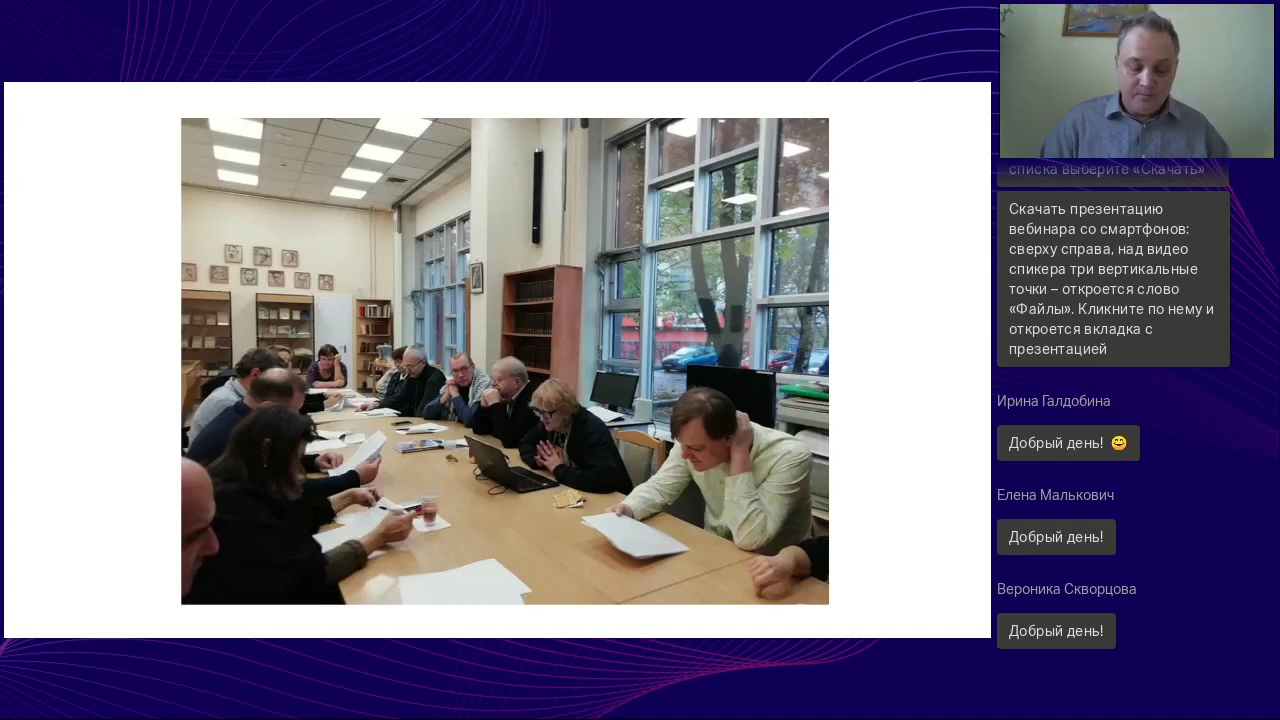 списка выберите «Скачать»
Скачать презентацию
вебинара со смартфонов:
сверху справа, над видео
спикера три вертикальные
точки – откроется слово
«Файлы». Кликните по нему и
откроется вкладка с
презентацией
Ирина Галдобина
Добрый день! 😊
Елена Малькович
Добрый день!
Вероника Скворцова
Добрый день!